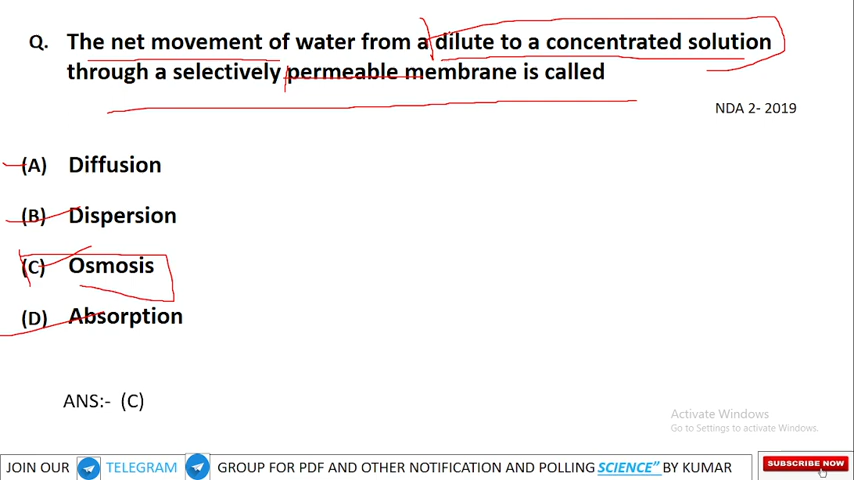 Q. The net movement of water from a dilute to a concentrated solution
through a selectively permeable membrane is called
NDA 2- 2019
(A) Diffusion
(B) Dispersion
(C) Osmosis
(D) Absorption
ANS:- (C)
Activate Windows
Go to Settings to activate Windows.
JOIN OUR TELEGRAM GROUP FOR PDF AND OTHER NOTIFICATION AND POLLING SCIENCE” BY KUMAR
SUBSCRIBE NOW